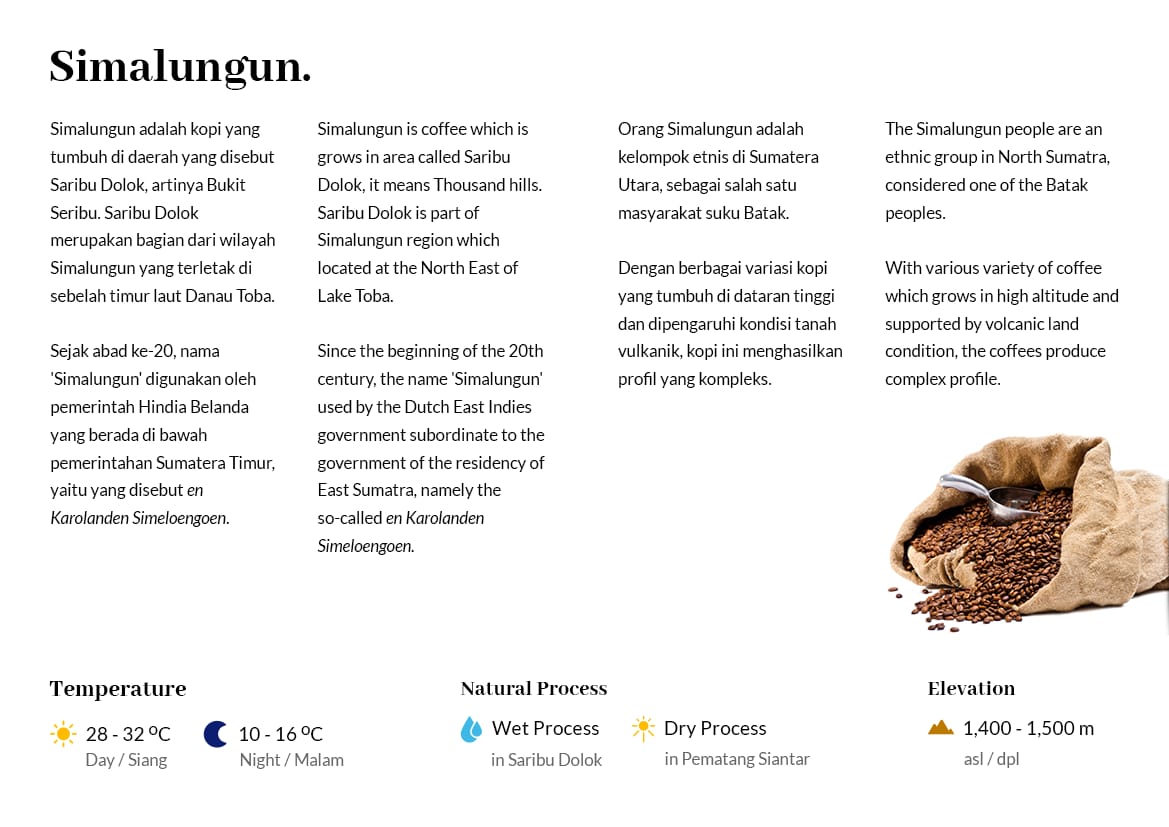 Simalungun.
Simalungun adalah kopi yang
tumbuh di daerah yang disebut
Saribu Dolok, artinya Bukit
Seribu. Saribu Dolok
merupakan bagian dari wilayah
Simalungun yang terletak di
sebelah timur laut Danau Toba.
Sejak abad ke-20, nama
'Simalungun' digunakan oleh
pemerintah Hindia Belanda
yang berada di bawah
pemerintahan Sumatera Timur,
yaitu yang disebut en
Karolanden Simeloengoen.
Simalungun is coffee which is
grows in area called Saribu
Dolok, it means Thousand hills.
Saribu Dolok is part of
Simalungun region which
located at the North East of
Lake Toba.
Since the beginning of the 20th
century, the name 'Simalungun'
used by the Dutch East Indies
government subordinate to the
government of the residency of
East Sumatra, namely the
so-called en Karolanden
Simeloengoen.
Orang Simalungun adalah
kelompok etnis di Sumatera
Utara, sebagai salah satu
masyarakat suku Batak.
Dengan berbagai variasi kopi
yang tumbuh di dataran tinggi
dan dipengaruhi kondisi tanah
vulkanik, kopi ini menghasilkan
profil yang kompleks.
The Simalungun people are an
ethnic group in North Sumatra,
considered one of the Batak
peoples.
With various variety of coffee
which grows in high altitude and
supported by volcanic land
condition, the coffees produce
complex profile.
Temperature
28 - 32 ºC
Day / Siang
10 - 16 ºC
Night / Malam
Natural Process
Wet Process
in Saribu Dolok
Dry Process
in Pematang Siantar
Elevation
1,400 - 1,500 m
asl / dpl